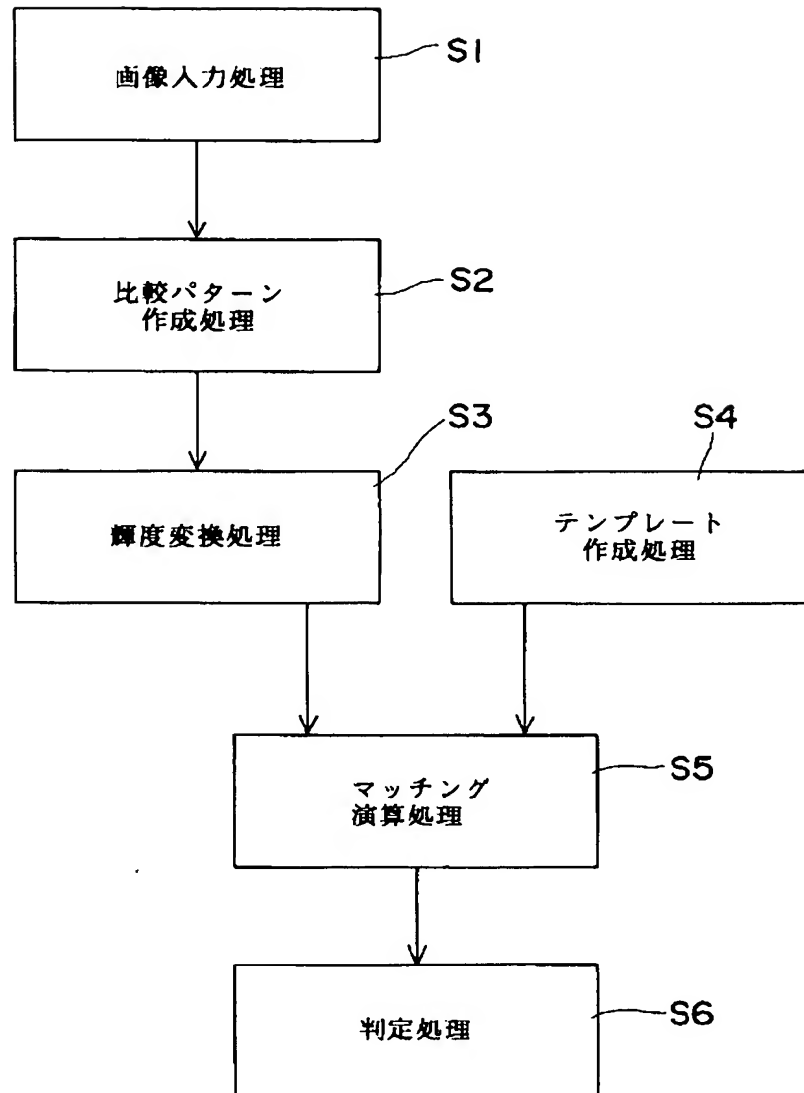 画像入力処理
S1
比較パターン
作成処理
S2
輝度変換処理
S3
テンプレート
作成処理
S4
マッチング
演算処理
S5
判定処理
S6